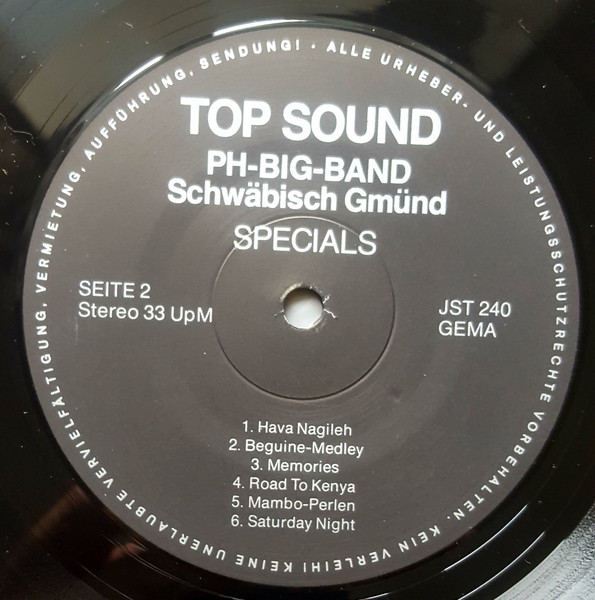 TOP SOUND
PH-BIG-BAND
Schwäbisch Gmünd
SPECIALS
SEITE 2
Stereo 33 UpM
JST 240
GEMA
1. Hava Nagileh
2. Beguine-Medley
3. Memories
4. Road To Kenya
5. Mambo-Perlen
6. Saturday Night
ALLE URHEBER- UND LEISTUNGSSCHUTZRECHTE VORBEHALTEN. KEIN VERLEIH! KEINE UNERLAUBTE VERVIELFÄLTIGUNG, VERMIETUNG, AUFFÜHRUNG, SENDUNG! ·